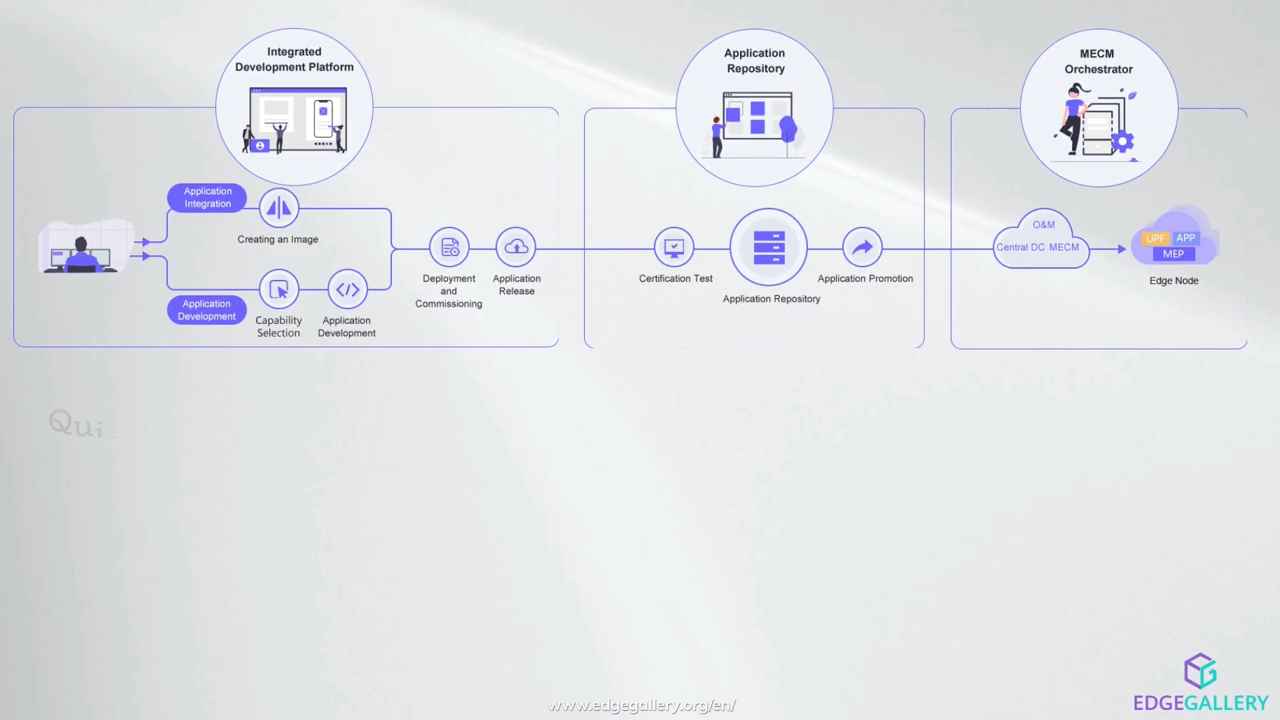 Integrated
Development Platform
Application
Repository
MECM
Orchestrator
Application
Integration
Creating an Image
Application
Development
Capability
Selection
Application
Development
Deployment
and
Commissioning
Application
Release
Certification Test
Application Repository
Application Promotion
O&M
Central DC MECM
UPF
APP
MEP
Edge Node
Qui
www.edgegallery.org/en/
EDGEGALLERY